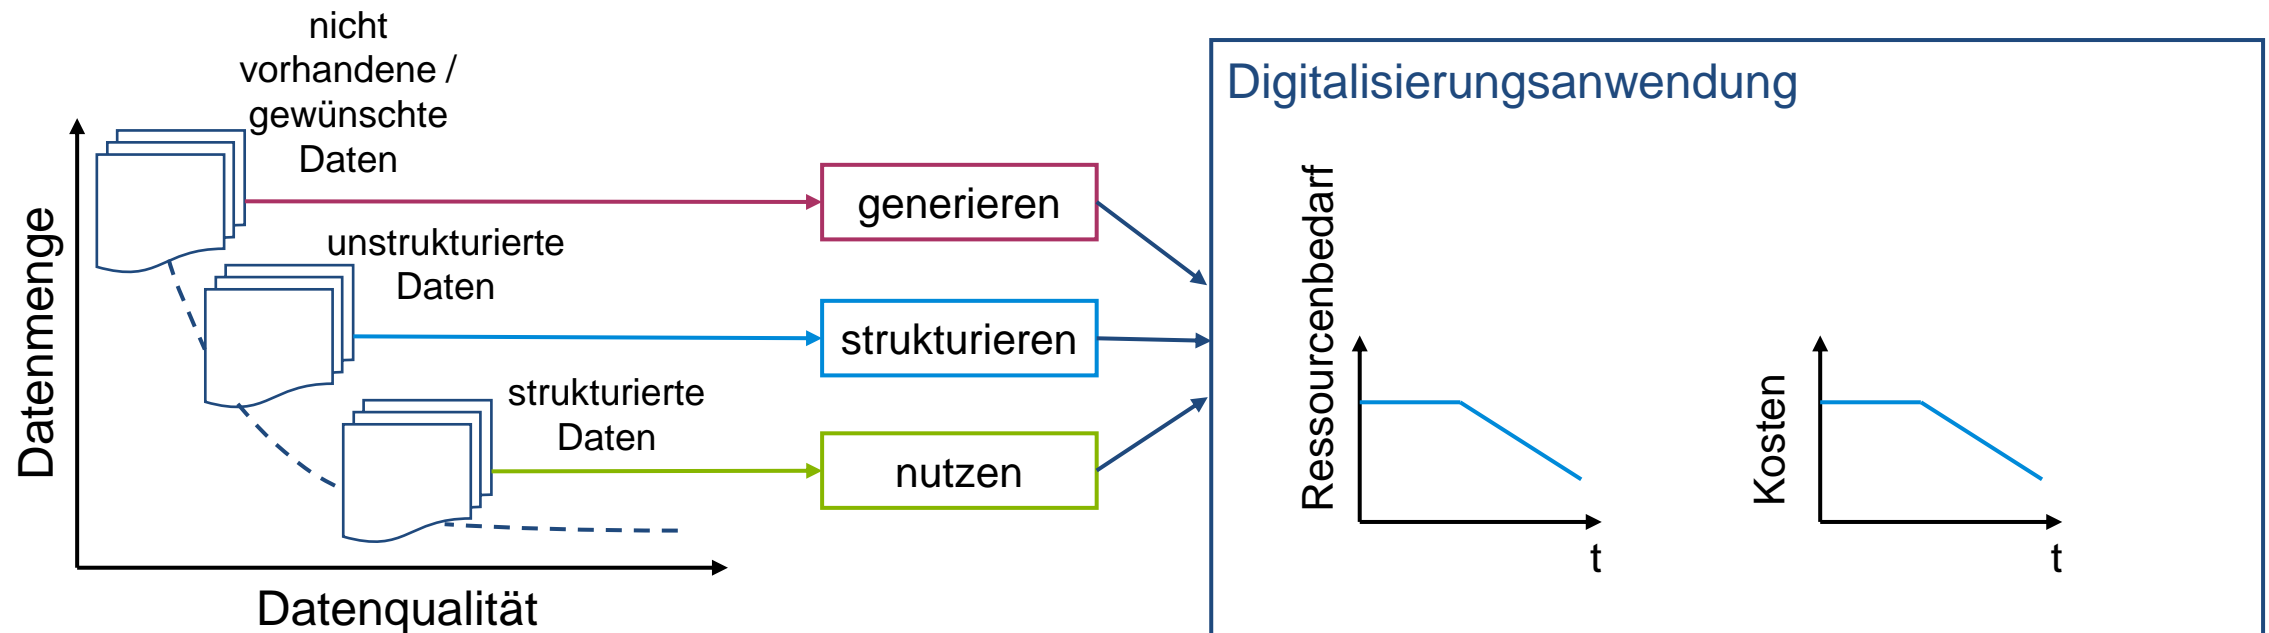 nicht
vorhandene /
gewünschte
Daten
unstrukturierte
Daten
strukturierte
Daten
Datenmenge
Datenqualität
generieren
strukturieren
nutzen
Digitalisierungsanwendung
Ressourcenbedarf
t
Kosten
t